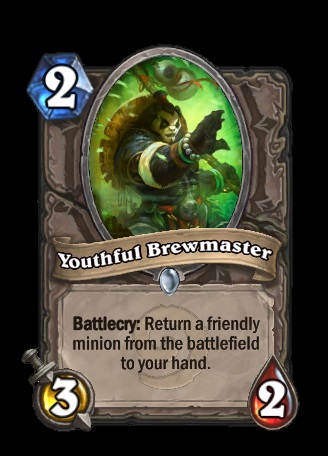 2
Youthful Brewmaster
Battlecry: Return a friendly
minion from the battlefield
to your hand.
3
2